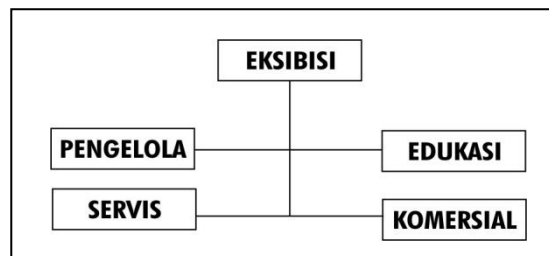 EKSIBISI
PENGELOLA
EDUKASI
SERVIS
KOMERSIAL